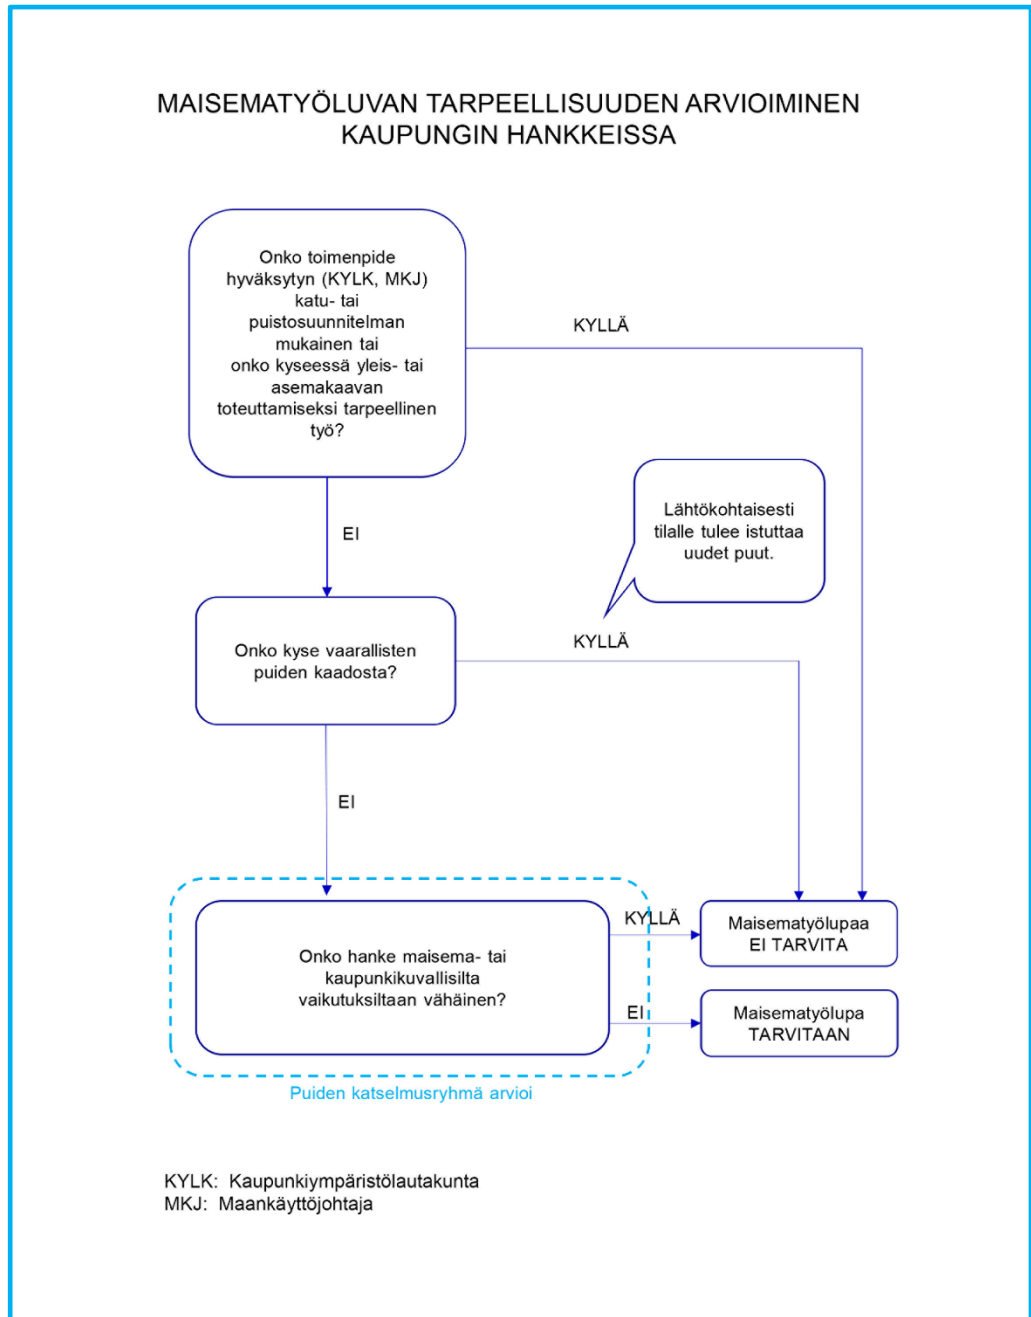 MAISEMATYÖLUVAN TARPEELLISUUDEN ARVIOIMINEN
KAUPUNGIN HANKKEISSA
Onko toimenpide
hyväksytyn (KYLK, MKJ)
katu- tai
puistosuunnitelman
mukainen tai
onko kyseessä yleis- tai
asemakaavan
toteuttamiseksi tarpeellinen
työ?
KYLLÄ
EI
Lähtökohtaisesti
tilalle tulee istuttaa
uudet puut.
Onko kyse vaarallisten
puiden kaadosta?
KYLLÄ
EI
Onko hanke maisema- tai
kaupunkikuvallisilta
vaikutuksiltaan vähäinen?
KYLLÄ
Maisematyölupaa
EI TARVITA
EI
Maisematyölupa
TARVITAAN
Puiden katselmusryhmä arvioi
KYLK: Kaupunkiympäristölautakunta
MKJ: Maankäyttöjohtaja